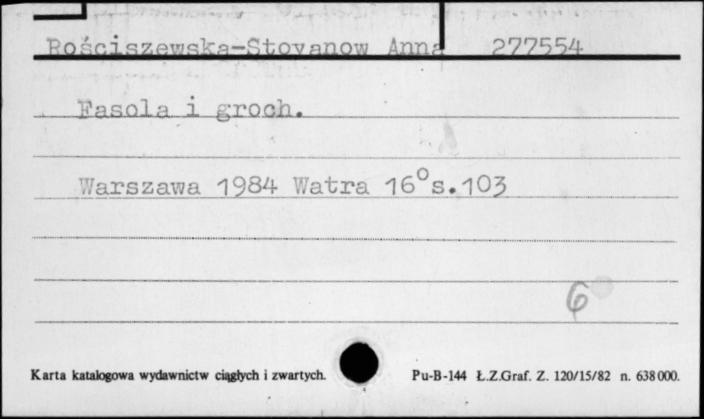 Rościszewska-Stoyanow Anna 277554
Fasola i groch.
Warszawa 1984 Watra 16° s.103
6
Karta katalogowa wydawnictw ciągłych i zwartych. Pu-B-144 Ł.Z.Graf. Z. 120/15/82 n. 638 000.